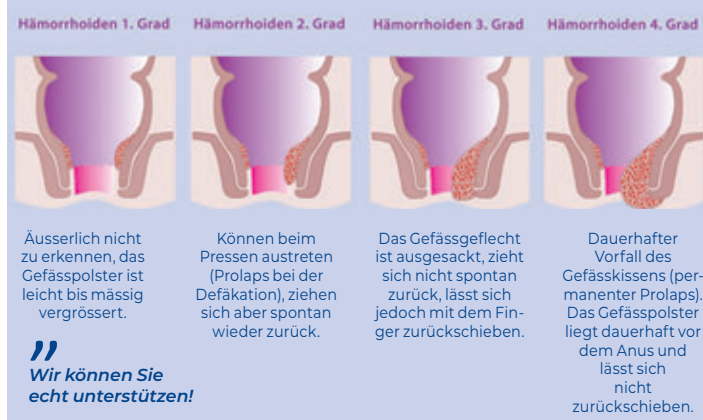 Hämorrhoiden 1. Grad
Äusserlich nicht
zu erkennen, das
Gefässpolster ist
leicht bis mässig
vergrössert.
Hämorrhoiden 2. Grad
Können beim
Pressen austreten
(Prolaps bei der
Defäkation), ziehen
sich aber spontan
wieder zurück.
Hämorrhoiden 3. Grad
Das Gefässgeflecht
ist ausgesackt, zieht
sich nicht spontan
zurück, lässt sich
jedoch mit dem Fin-
ger zurückschieben.
Hämorrhoiden 4. Grad
Dauerhafter
Vorfall des
Gefässkissens (per-
manenter Prolaps).
Das Gefässpolster
liegt dauerhaft vor
dem Anus und
lässt sich
nicht
zurückschieben.
”
Wir können Sie
echt unterstützen!